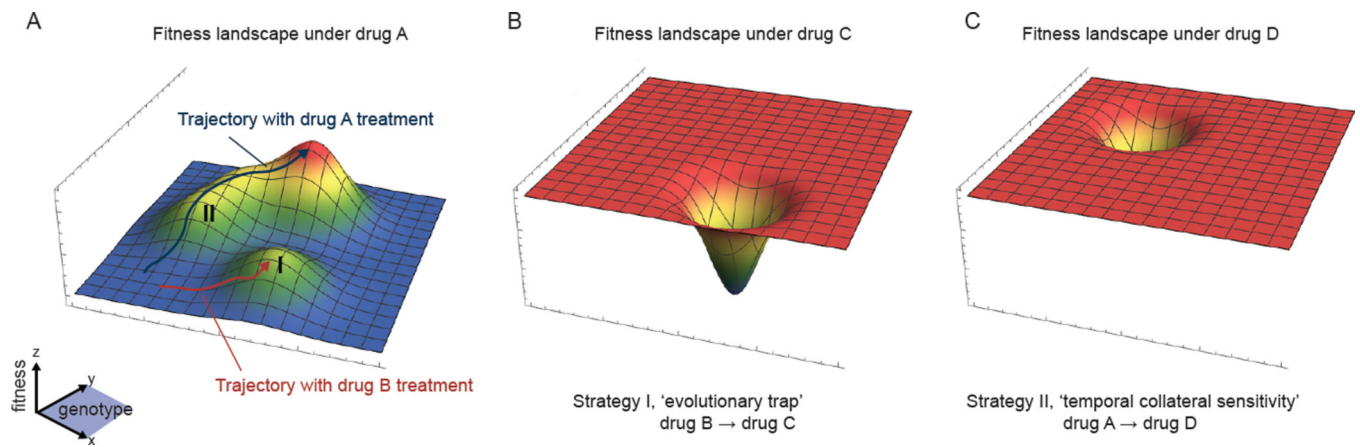 A
Fitness landscape under drug A
Trajectory with drug A treatment
II
I
Trajectory with drug B treatment
z
fitness
y
genotype
x
B
Fitness landscape under drug C
Strategy I, ‘evolutionary trap’
drug B → drug C
C
Fitness landscape under drug D
Strategy II, ‘temporal collateral sensitivity’
drug A → drug D